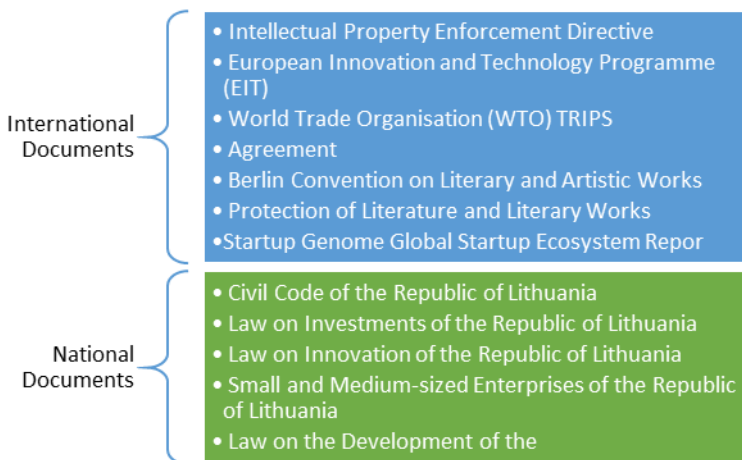 International
Documents
• Intellectual Property Enforcement Directive
• European Innovation and Technology Programme
(EIT)
• World Trade Organisation (WTO) TRIPS
• Agreement
• Berlin Convention on Literary and Artistic Works
• Protection of Literature and Literary Works
•Startup Genome Global Startup Ecosystem Repor
National
Documents
• Civil Code of the Republic of Lithuania
• Law on Investments of the Republic of Lithuania
• Law on Innovation of the Republic of Lithuania
• Small and Medium-sized Enterprises of the Republic
of Lithuania
• Law on the Development of the